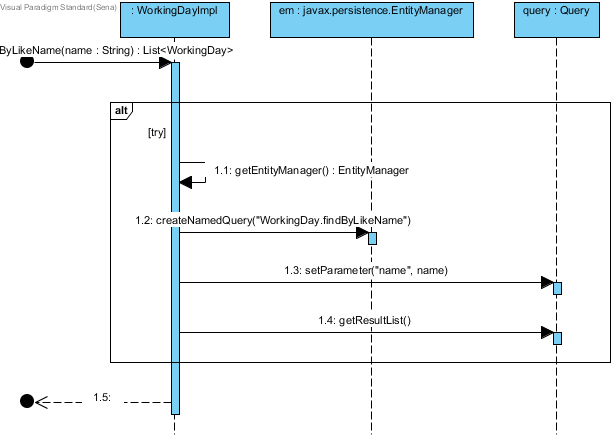 Visual Paradigm Standard(Sena)
: WorkingDayImpl
em : javax.persistence.EntityManager
query : Query
ByLikeName(name : String) : List<WorkingDay>
alt
[try]
1.1: getEntityManager() : EntityManager
1.2: createNamedQuery("WorkingDay.findByLikeName")
1.3: setParameter("name", name)
1.4: getResultList()
1.5: